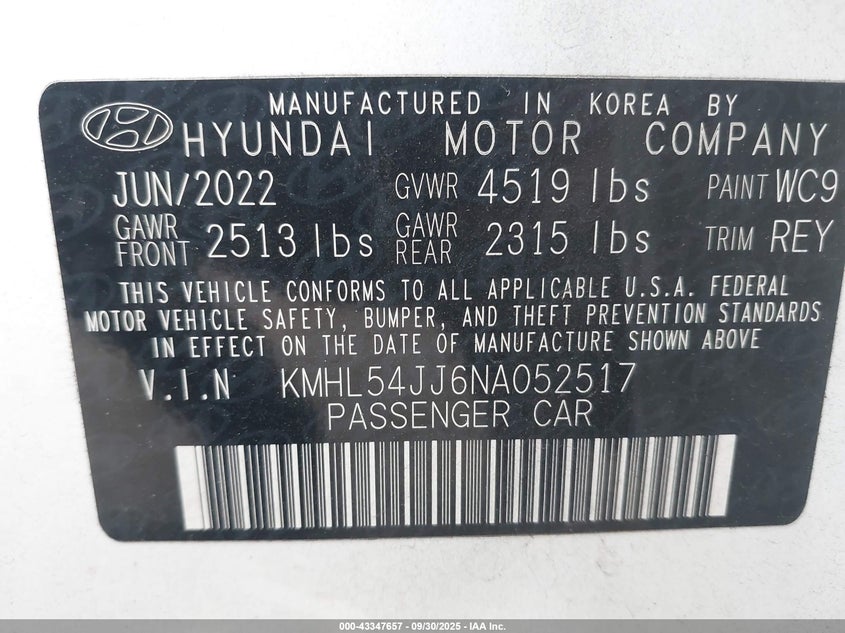 MANUFACTURED IN KOREA BY
HYUNDAI MOTOR COMPANY
JUN/2022 GVWR 4519 lbs PAINT WC9
GAWR FRONT 2513 lbs GAWR REAR 2315 lbs TRIM REY
THIS VEHICLE CONFORMS TO ALL APPLICABLE U.S.A. FEDERAL
MOTOR VEHICLE SAFETY, BUMPER, AND THEFT PREVENTION STANDARDS
IN EFFECT ON THE DATE OF MANUFACTURE SHOWN ABOVE
V.I.N KMHL54JJ6NA052517
PASSENGER CAR
000-43347657 - 09/30/2025 - IAA Inc.